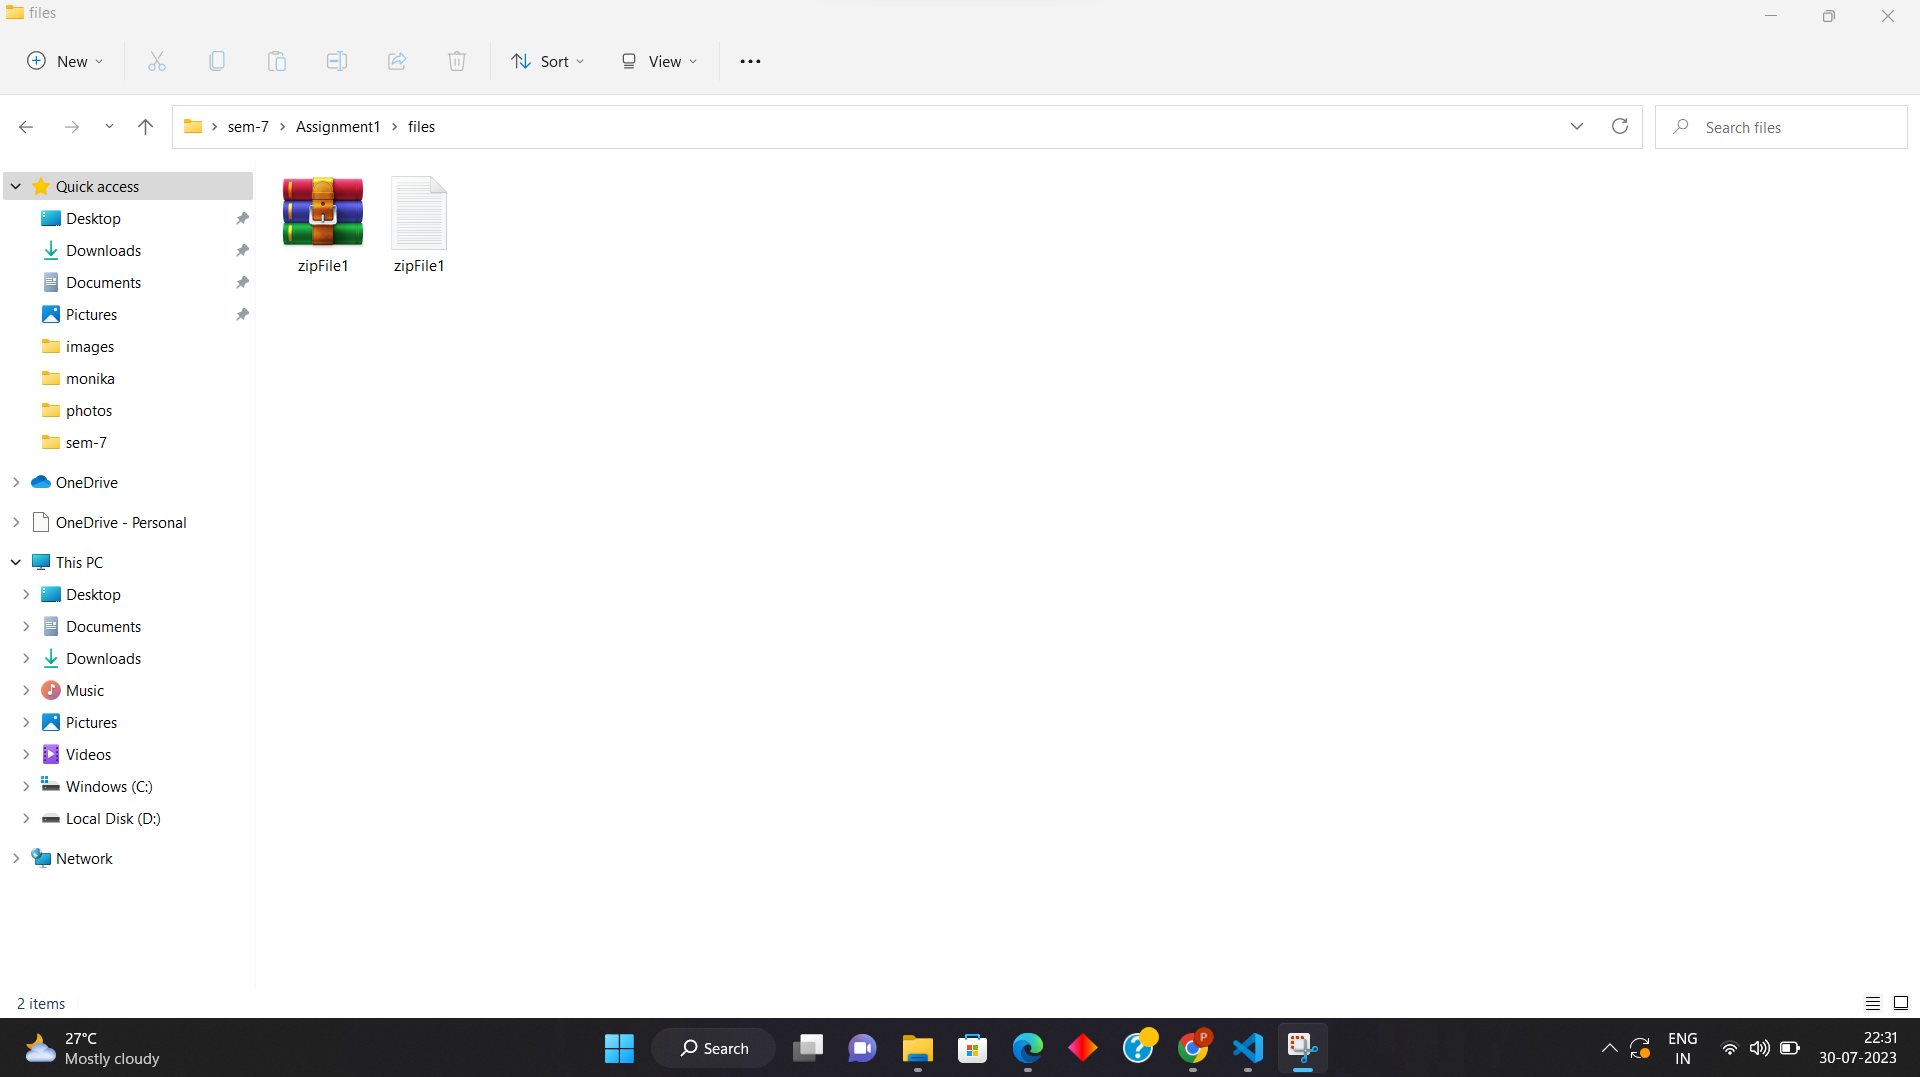 files
New
Sort
View
sem-7 > Assignment1 > files
Search files
Quick access
Desktop
Downloads
Documents
Pictures
images
monika
photos
sem-7
OneDrive
OneDrive - Personal
This PC
Desktop
Documents
Downloads
Music
Pictures
Videos
Windows (C:)
Local Disk (D:)
Network
zipFile1
zipFile1
2 items
27°C
Mostly cloudy
Search
P
ENG
IN
22:31
30-07-2023